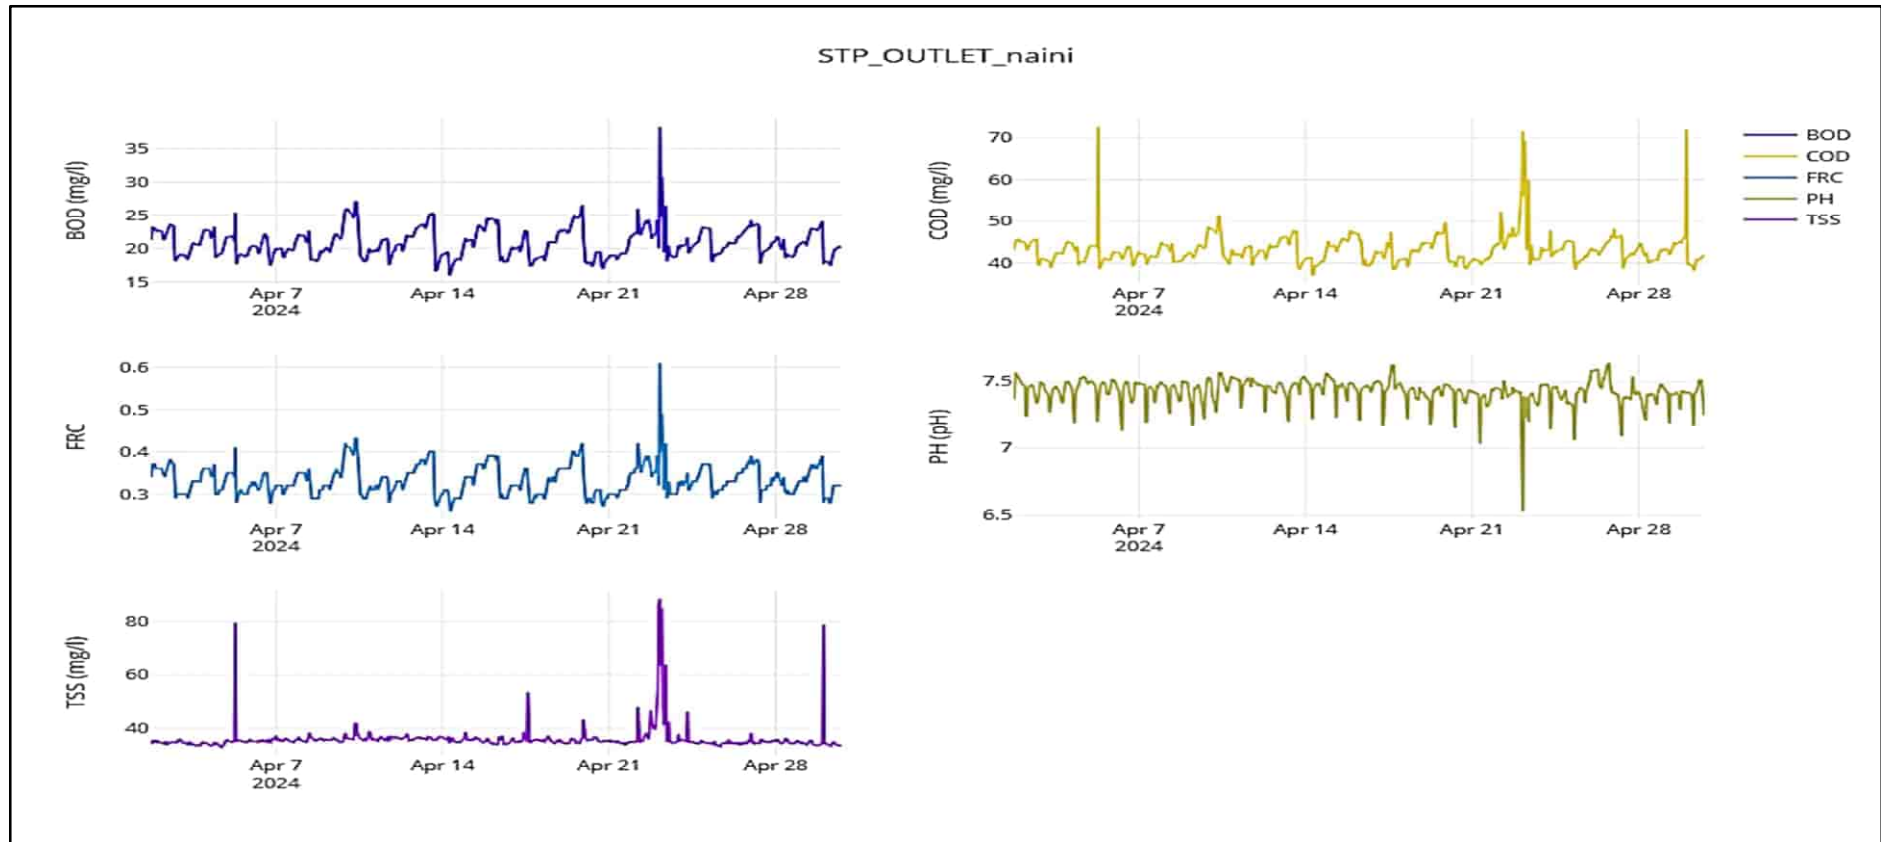 STP_OUTLET_naini
BOD (mg/l)
35
30
25
20
15
Apr 7
2024
Apr 14
Apr 21
Apr 28
COD (mg/l)
70
60
50
40
Apr 7
2024
Apr 14
Apr 21
Apr 28
BOD
COD
FRC
PH
TSS
FRC
0.6
0.5
0.4
0.3
Apr 7
2024
Apr 14
Apr 21
Apr 28
PH (pH)
7.5
7
6.5
Apr 7
2024
Apr 14
Apr 21
Apr 28
TSS (mg/l)
80
60
40
Apr 7
2024
Apr 14
Apr 21
Apr 28